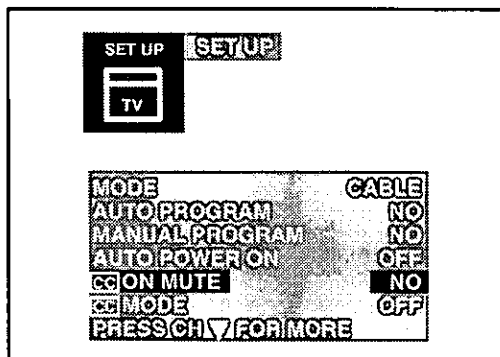 SET UP SET UP
TV
MODE CABLE
AUTO PROGRAM NO
MANUAL PROGRAM NO
AUTO POWER ON OFF
CC ON MUTE NO
CC MODE OFF
PRESS CH ▽ FOR MORE